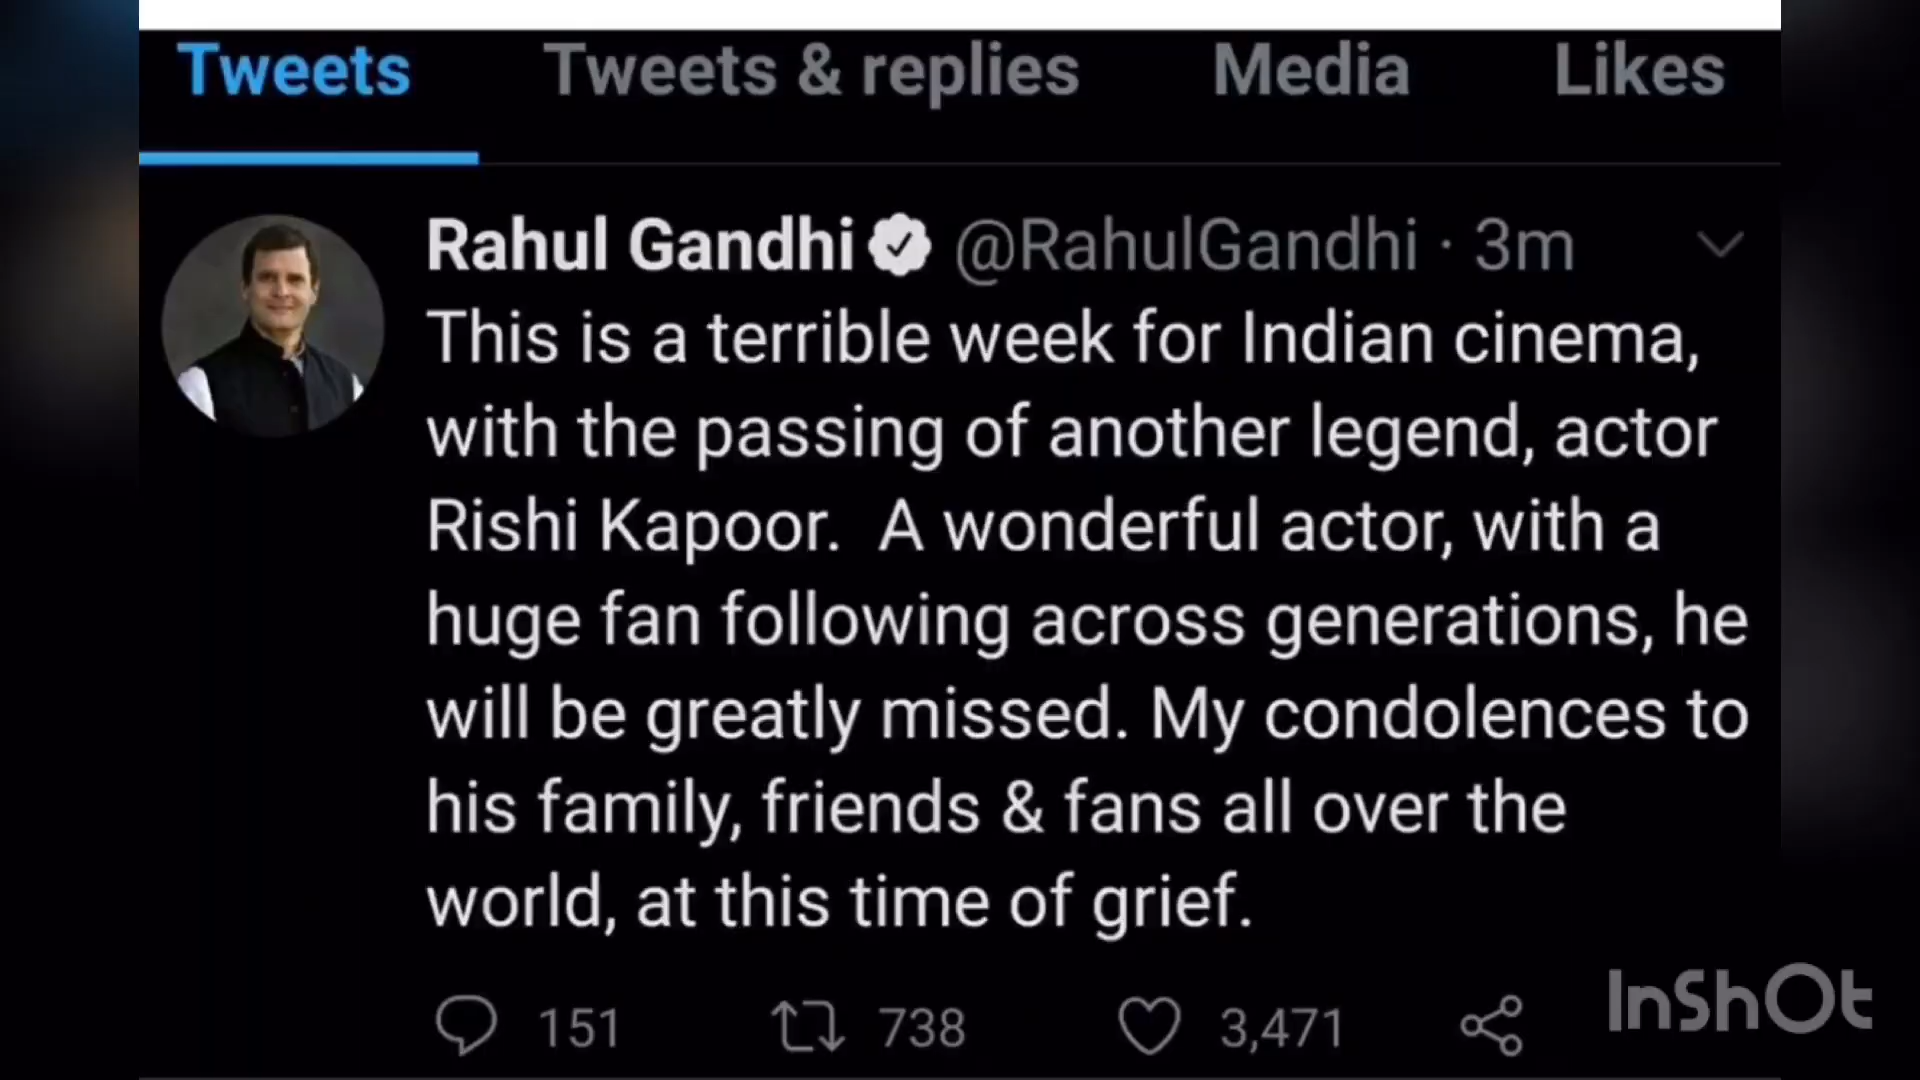 Tweets Tweets & replies Media Likes
Rahul Gandhi @RahulGandhi · 3m
This is a terrible week for Indian cinema,
with the passing of another legend, actor
Rishi Kapoor.  A wonderful actor, with a
huge fan following across generations, he
will be greatly missed. My condolences to
his family, friends & fans all over the
world, at this time of grief.
151 738 3,471
InShOt